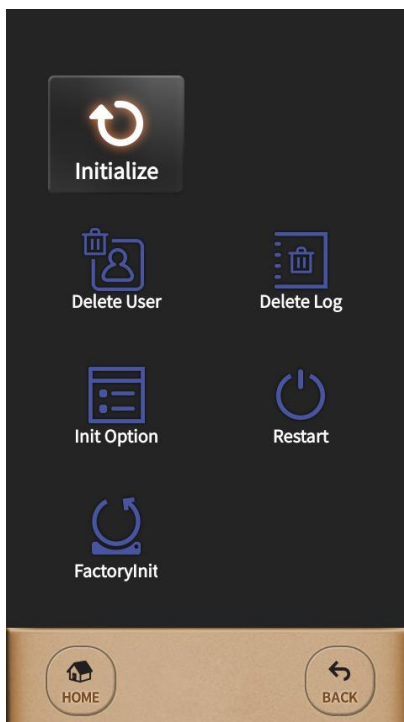 Initialize
Delete User
Delete Log
Init Option
Restart
FactoryInit
HOME
BACK